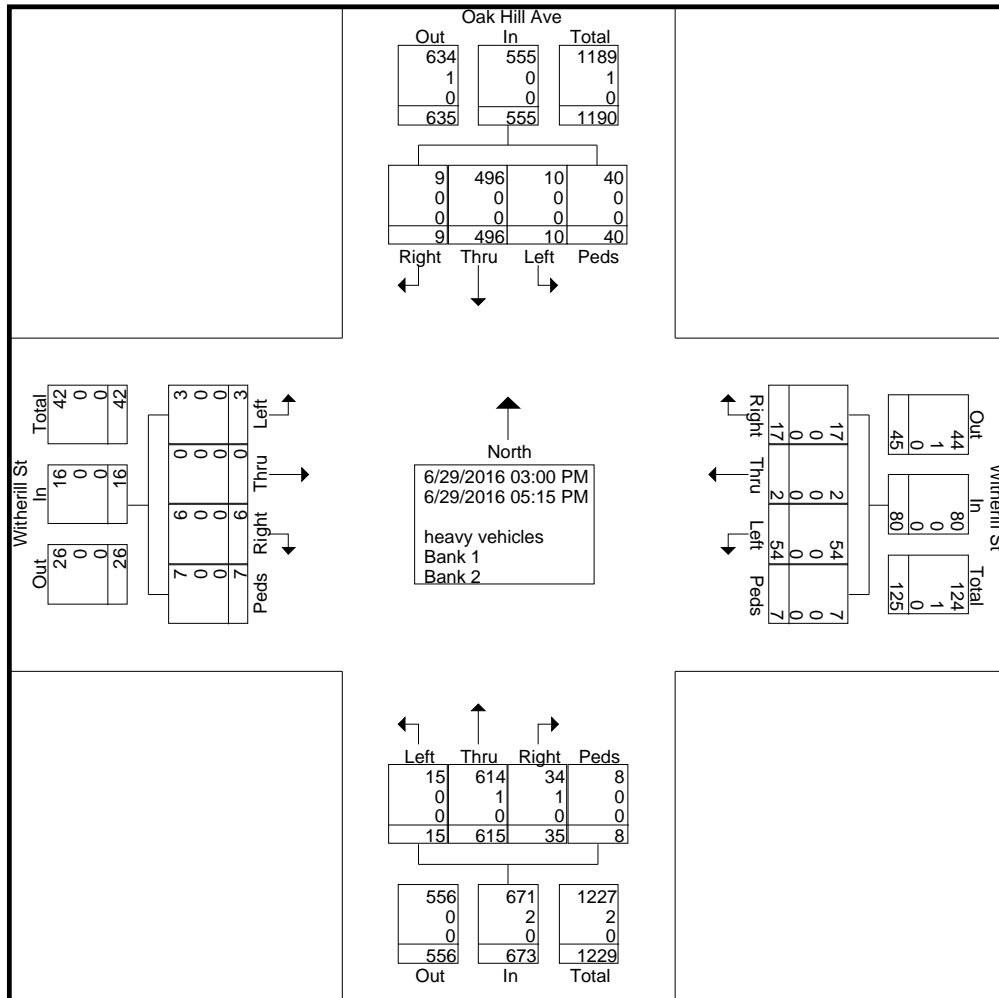 Oak Hill Ave
Out In Total
634 555 1189
1 0 1
0 0 0
635 555 1190
9 496 10 40
0 0 0 0
0 0 0 0
9 496 10 40
Right Thru Left Peds
Witherill St
Total
42 0 0 42
In
16 0 0 16
Out
26 0 0 26
3 0 0 3
Left
0 0 0 0
Thru
6 0 0 6
Right
7 0 0 7
Peds
North
6/29/2016 03:00 PM
6/29/2016 05:15 PM
heavy vehicles
Bank 1
Bank 2
Right
17 0 0 17
Thru
2 0 0 2
Left
54 0 0 54
Peds
7 0 0 7
Out
45 0 1 44
In
80 0 0 80
Total
125 0 1 124
Witherill St
Left Thru Right Peds
15 614 34 8
0 1 1 0
0 0 0 0
15 615 35 8
556 671 1227
0 2 2
0 0 0
556 673 1229
Out In Total